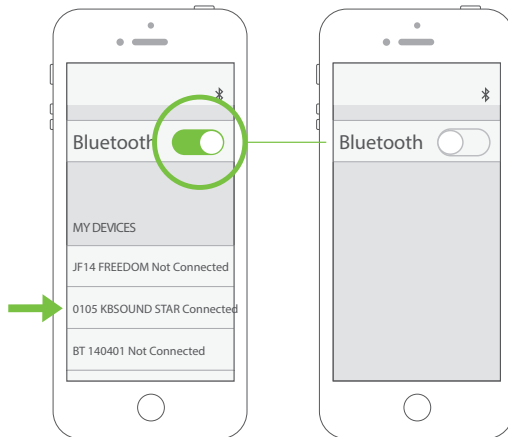 Bluetooth
MY DEVICES
JF14 FREEDOM Not Connected
0105 KBSOUND STAR Connected
BT 140401 Not Connected
Bluetooth